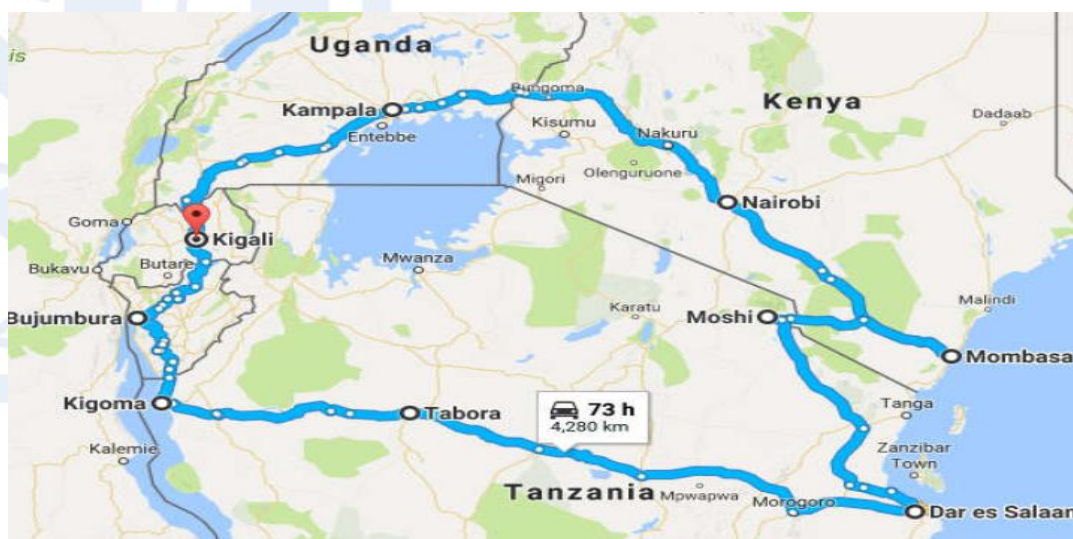 is
Uganda
Bungoma
Kampala
Kenya
Entebbe
Kisumu
Dadaab
Nakuru
Olenguruone
Migori
Nairobi
Goma
Kigali
Bukavu
Butare
Mwanza
Malindi
Bujumbura
Karatu
Moshi
Mombasa
Kigoma
Tabora
73 h
4,280 km
Tanga
Kalemie
Zanzibar
Town
Tanzania
Mpwapwa
Morogoro
Dar es Salaam